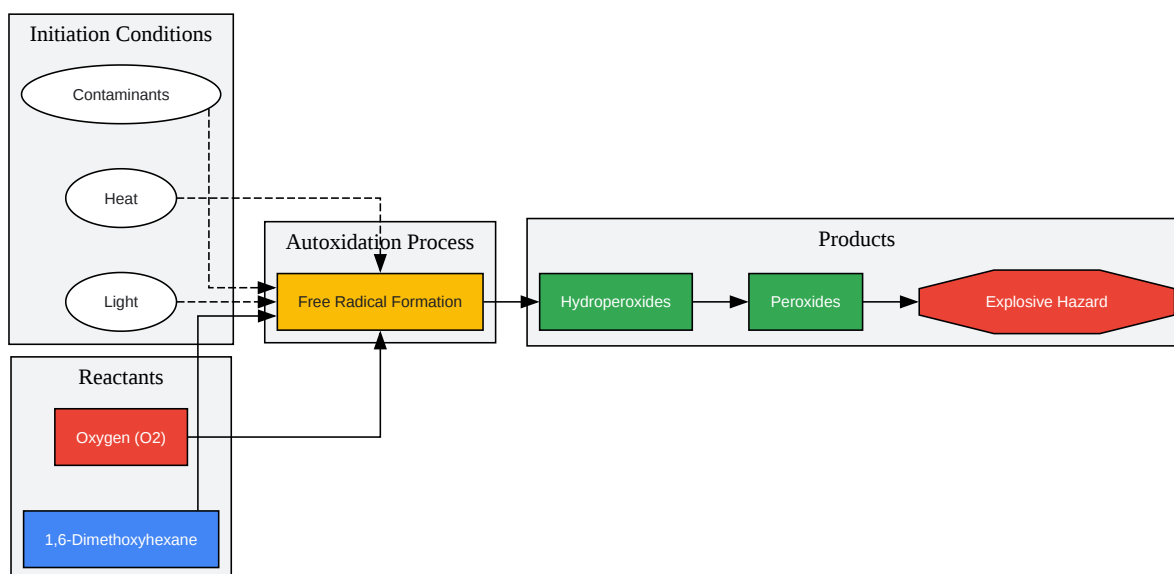 Initiation Conditions
Contaminants
Heat
Light
Reactants
Oxygen (O2)
1,6-Dimethoxyhexane
Autoxidation Process
Free Radical Formation
Products
Hydroperoxides
Peroxides
Explosive Hazard